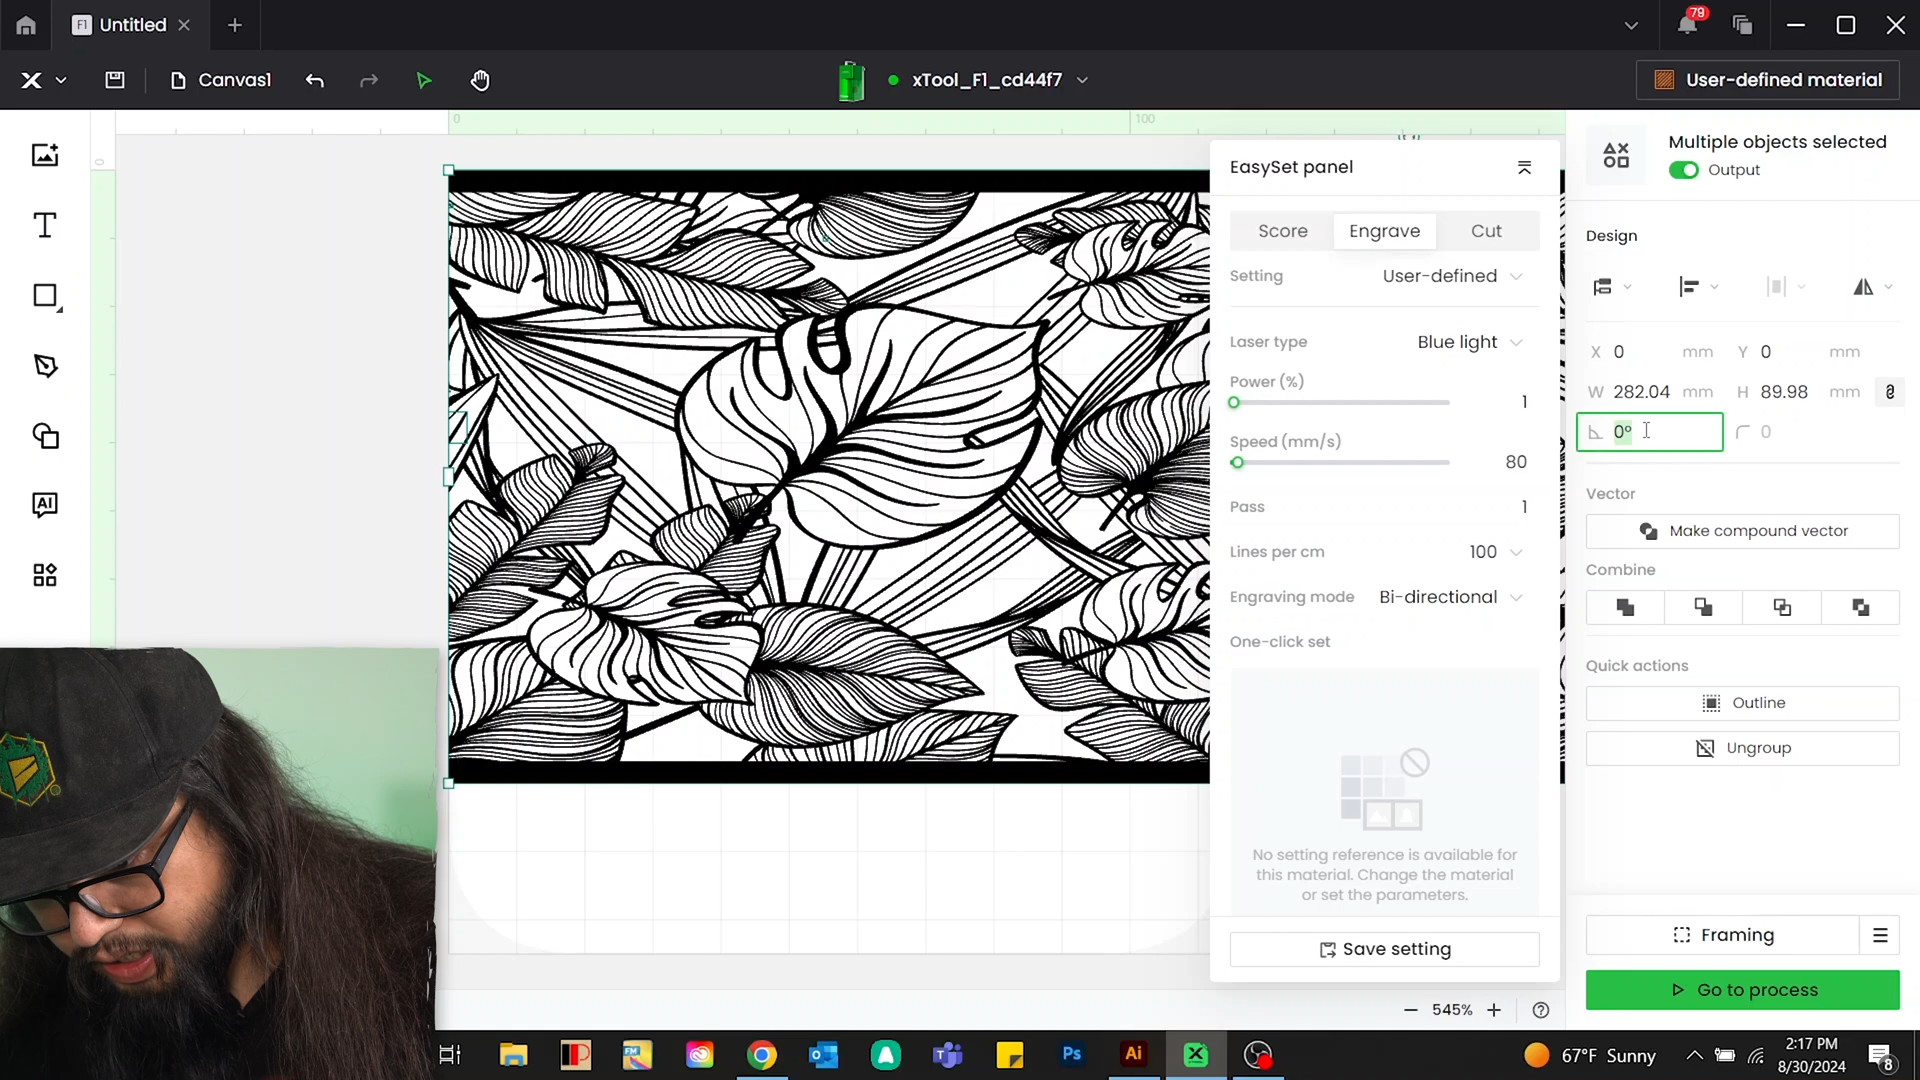 F1 Untitled
79
Canvas1
xTool_F1_cd44f7
User-defined material
0
100
0
EasySet panel
Score Engrave Cut
Setting User-defined
Laser type Blue light
Power (%)
1
Speed (mm/s)
80
Pass 1
Lines per cm 100
Engraving mode Bi-directional
One-click set
No setting reference is available for
this material. Change the material
or set the parameters.
Save setting
Multiple objects selected
Output
Design
X 0 mm Y 0 mm
W 282.04 mm H 89.98 mm
0° 0
Vector
Make compound vector
Combine
Quick actions
Outline
Ungroup
Framing
Go to process
545%
AI
Ps
Ai
67°F Sunny
2:17 PM
8/30/2024
8